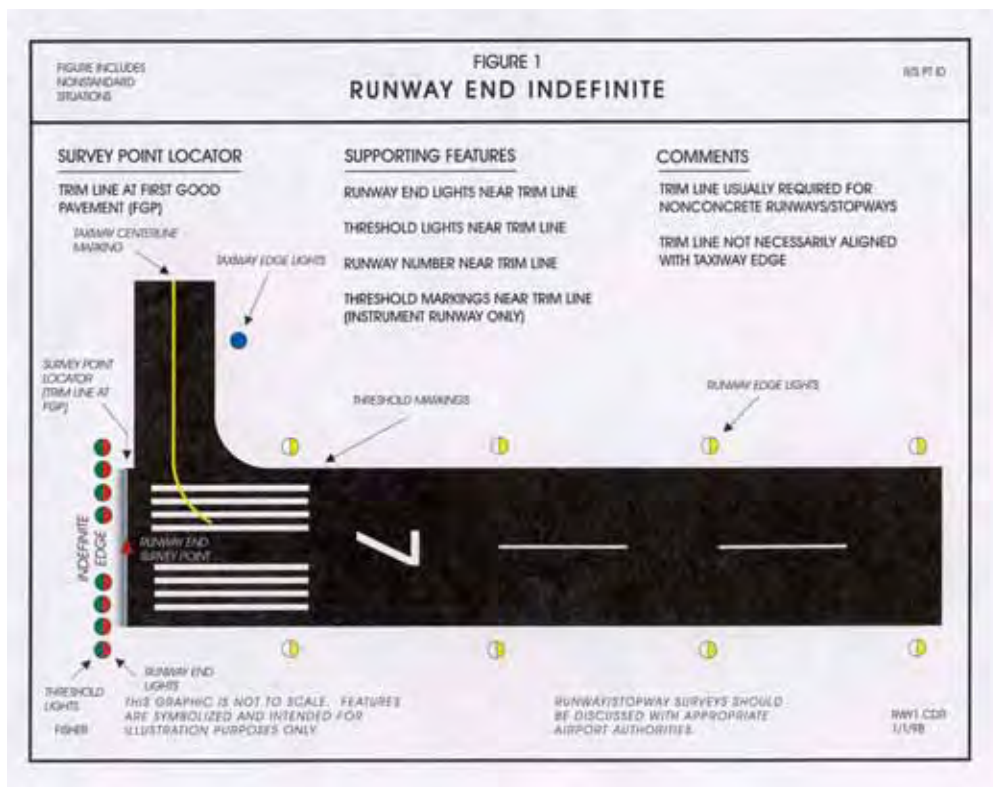 FIGURE INCLUDES
NONSTANDARD
SITUATIONS
FIGURE 1
RUNWAY END INDEFINITE
PT ID
SURVEY POINT LOCATOR
TRIM LINE AT FIRST GOOD
PAVEMENT (FGP)
SUPPORTING FEATURES
RUNWAY END LIGHTS NEAR TRIM LINE
THRESHOLD LIGHTS NEAR TRIM LINE
RUNWAY NUMBER NEAR TRIM LINE
THRESHOLD MARKINGS NEAR TRIM LINE
(INSTRUMENT RUNWAY ONLY)
COMMENTS
TRIM LINE USUALLY REQUIRED FOR
NONCONCRETE RUNWAYS/STOPWAYS
TRIM LINE NOT NECESSARILY ALIGNED
WITH TAXIWAY EDGE
TAXIWAY CENTERLINE
MARKING
TAXIWAY EDGE LIGHTS
SURVEY POINT
LOCATOR
(TRIM LINE AT
FGP)
THRESHOLD MARKINGS
RUNWAY EDGE LIGHTS
INDEFINITE
EDGE
RUNWAY END
SURVEY POINT
7
THRESHOLD
LIGHTS
RUNWAY END
LIGHTS
THIS GRAPHIC IS NOT TO SCALE. FEATURES
ARE SYMBOLIZED AND INTENDED FOR
ILLUSTRATION PURPOSES ONLY
RUNWAY/STOPWAY SURVEYS SHOULD
BE DISCUSSED WITH APPROPRIATE
AIRPORT AUTHORITIES.
FISHER
RWY1.CDR
1/1/98